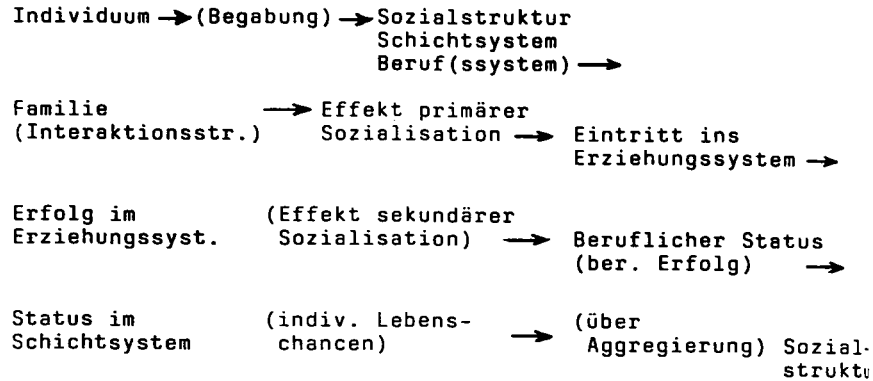 Individuum → (Begabung) → Sozialstruktur
Schichtsystem
Beruf(ssystem) →
Familie → Effekt primärer
(Interaktionsstr.) Sozialisation → Eintritt ins
Erziehungssystem →
Erfolg im (Effekt sekundärer
Erziehungssyst. Sozialisation) → Beruflicher Status
(ber. Erfolg) →
Status im (indiv. Lebens- → (über
Schichtsystem chancen) Aggregierung) Sozial-
struktu